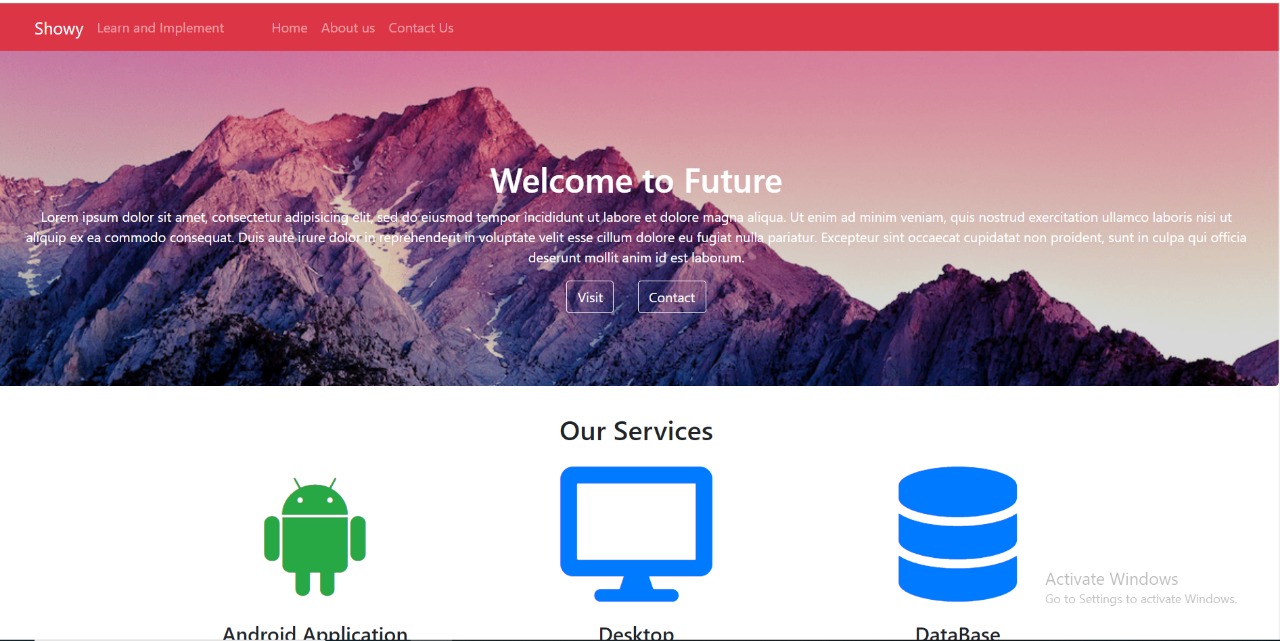 Showy Learn and Implement Home About us Contact Us
Welcome to Future
Lorem ipsum dolor sit amet, consectetur adipisicing elit, sed do eiusmod tempor incididunt ut labore et dolore magna aliqua. Ut enim ad minim veniam, quis nostrud exercitation ullamco laboris nisi ut
aliquip ex ea commodo consequat. Duis aute irure dolor in reprehenderit in voluptate velit esse cillum dolore eu fugiat nulla pariatur. Excepteur sint occaecat cupidatat non proident, sunt in culpa qui officia
deserunt mollit anim id est laborum.
Visit Contact
Our Services
Activate Windows
Go to Settings to activate Windows.
Android Application Desktop DataBase